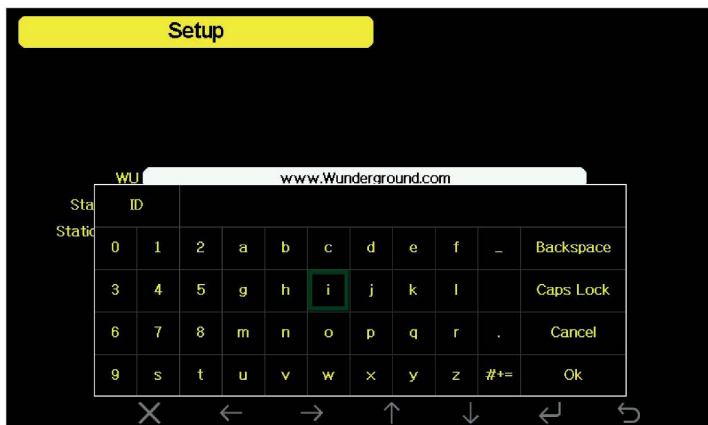 Setup
WU
www.Wunderground.com
Sta
ID
Static
0 1 2 a b c d e f _ Backspace
3 4 5 g h i j k l Caps Lock
6 7 8 m n o p q r . Cancel
9 s t u v w x y z #+= Ok